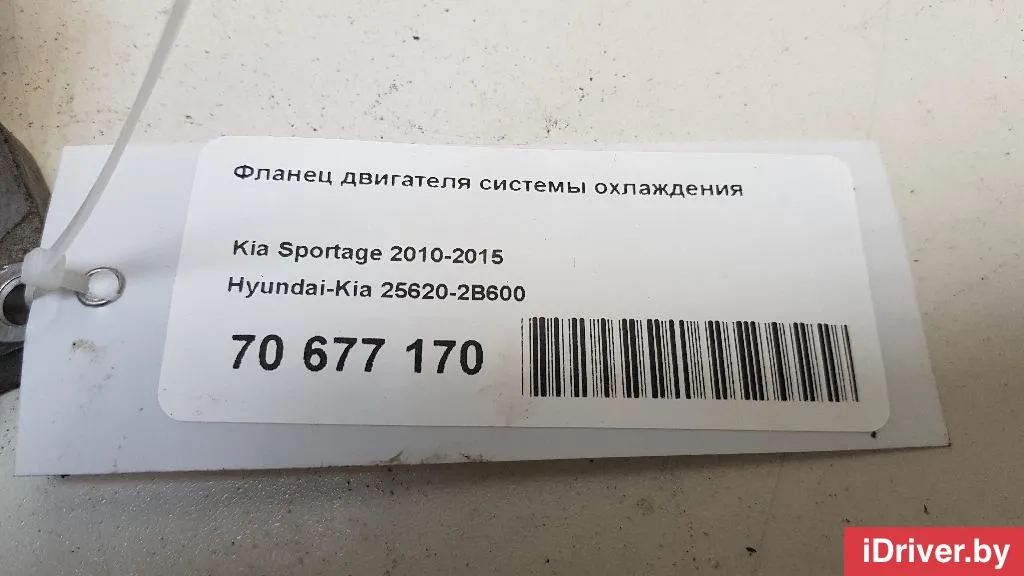 Фланец двигателя системы охлаждения
Kia Sportage 2010-2015
Hyundai-Kia 25620-2B600
70 677 170
iDriver.by